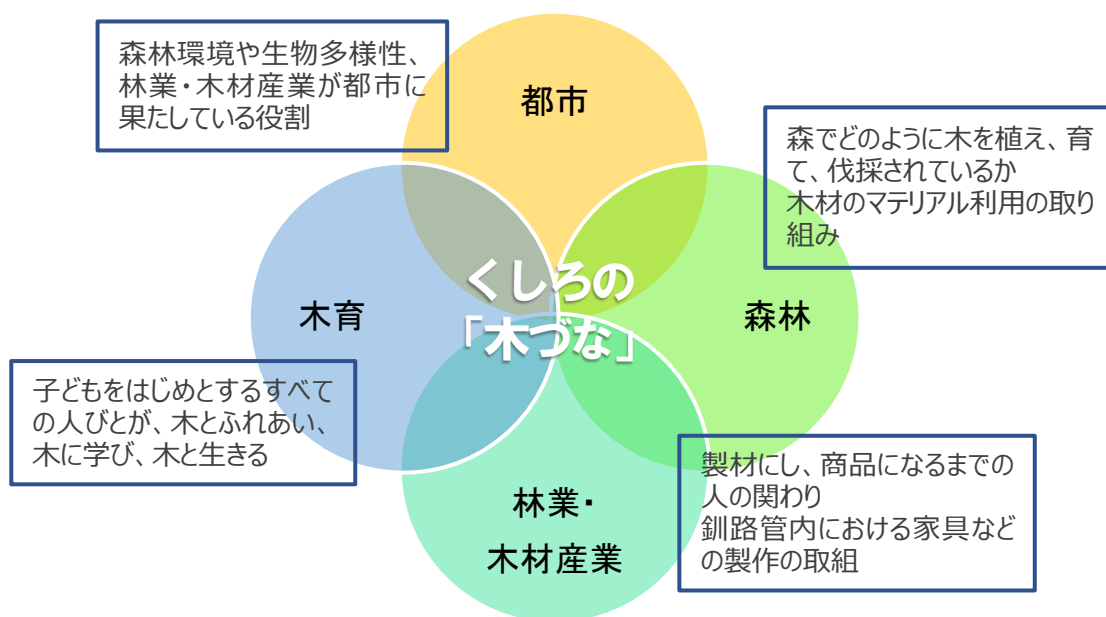 森林環境や生物多様性、
林業・木材産業が都市に
果たしている役割
都市
森でどのように木を植え、育
て、伐採されているか
木材のマテリアル利用の取り
組み
くしろの
「木づな」
木育
森林
子どもをはじめとするすべて
の人びとが、木とふれあい、
木に学び、木と生きる
林業・
木材産業
製材にし、商品になるまでの
人の関わり
釧路管内における家具など
の製作の取組